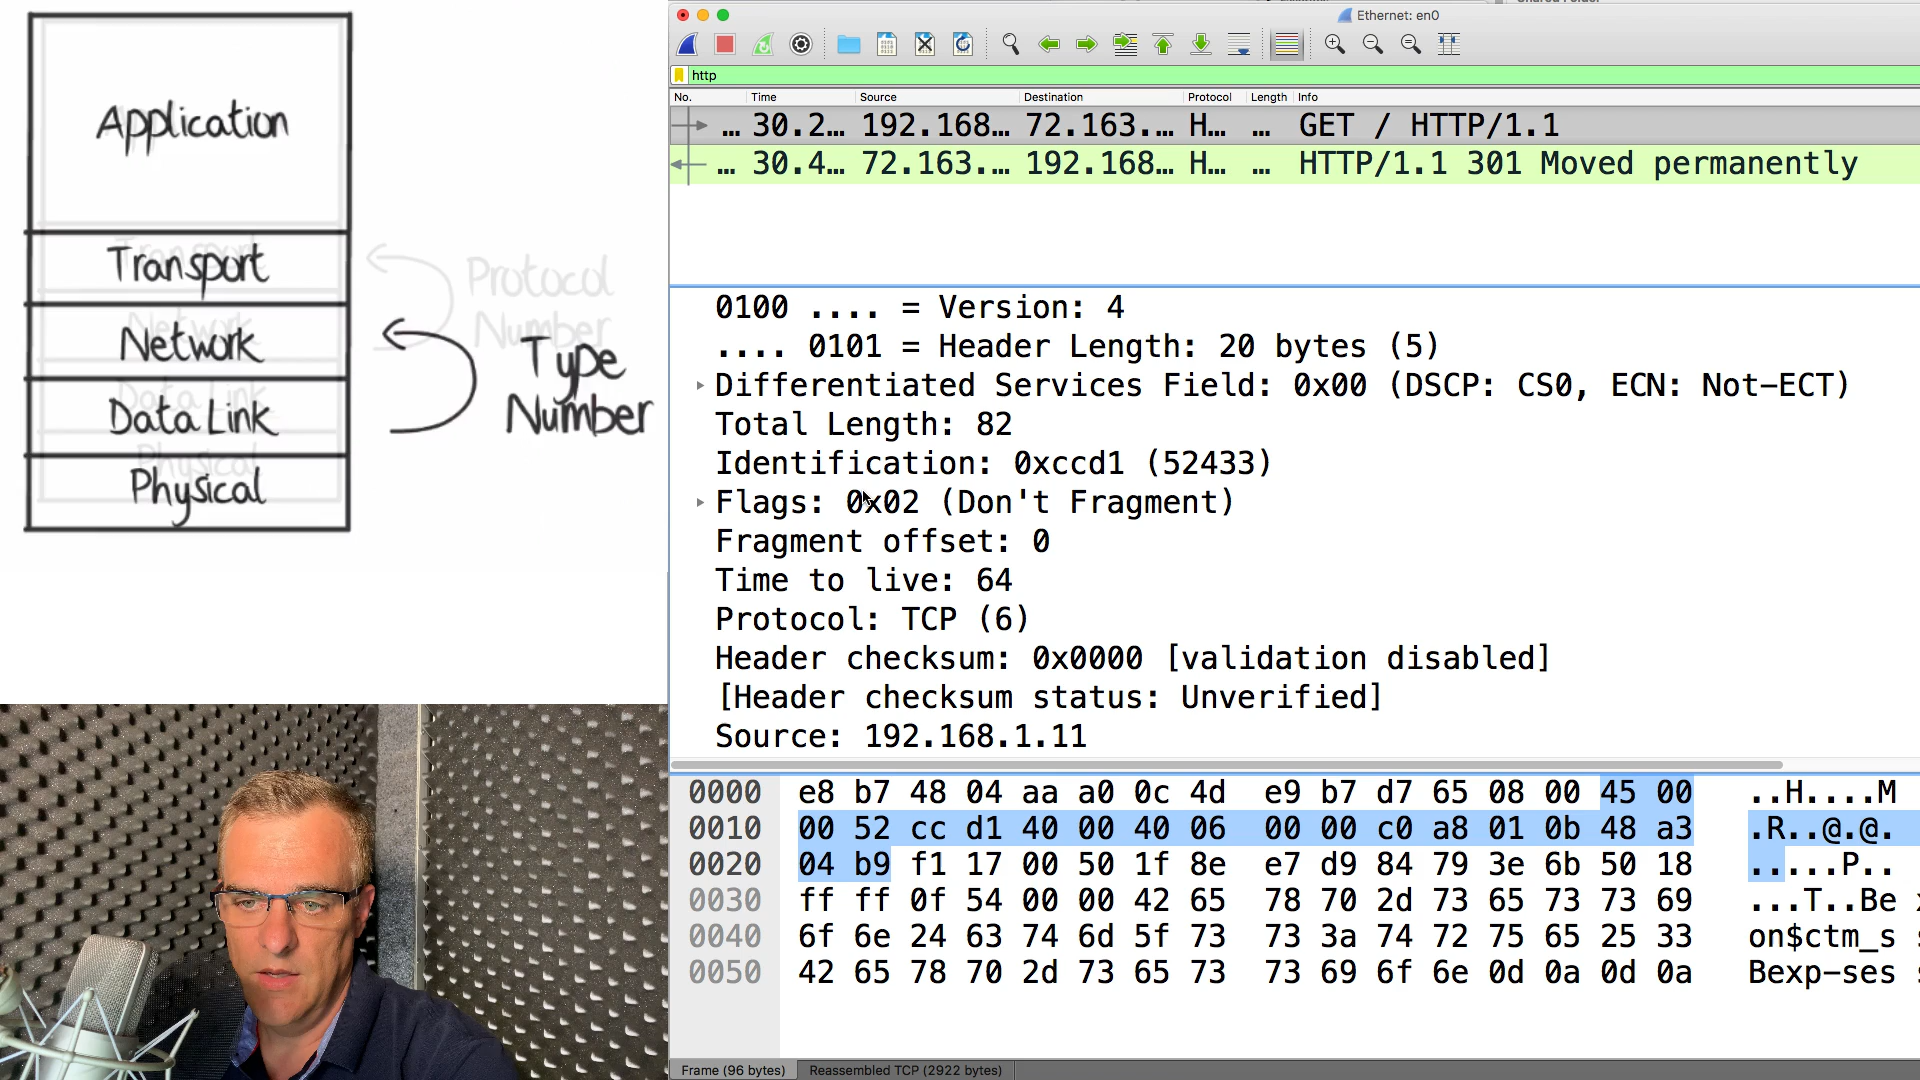 Application
Transport
Network
Data Link
Physical
Protocol
Number
Type
Number
Ethernet: en0
http
No. Time Source Destination Protocol Length Info
… 30.2… 192.168… 72.163.… H… … GET / HTTP/1.1
… 30.4… 72.163.… 192.168… H… … HTTP/1.1 301 Moved permanently
0100 .... = Version: 4
.... 0101 = Header Length: 20 bytes (5)
Differentiated Services Field: 0x00 (DSCP: CS0, ECN: Not-ECT)
Total Length: 82
Identification: 0xccd1 (52433)
Flags: 0x02 (Don't Fragment)
Fragment offset: 0
Time to live: 64
Protocol: TCP (6)
Header checksum: 0x0000 [validation disabled]
[Header checksum status: Unverified]
Source: 192.168.1.11
0000 e8 b7 48 04 aa a0 0c 4d e9 b7 d7 65 08 00 45 00 ..H....M
0010 00 52 cc d1 40 00 40 06 00 00 c0 a8 01 0b 48 a3 .R..@.@.
0020 04 b9 f1 17 00 50 1f 8e e7 d9 84 79 3e 6b 50 18 .....P..
0030 ff ff 0f 54 00 00 42 65 78 70 2d 73 65 73 73 69 ...T..Be x
0040 6f 6e 24 63 74 6d 5f 73 73 3a 74 72 75 65 25 33 on$ctm_s s
0050 42 65 78 70 2d 73 65 73 73 69 6f 6e 0d 0a 0d 0a Bexp-ses s
Frame (96 bytes) Reassembled TCP (2922 bytes)